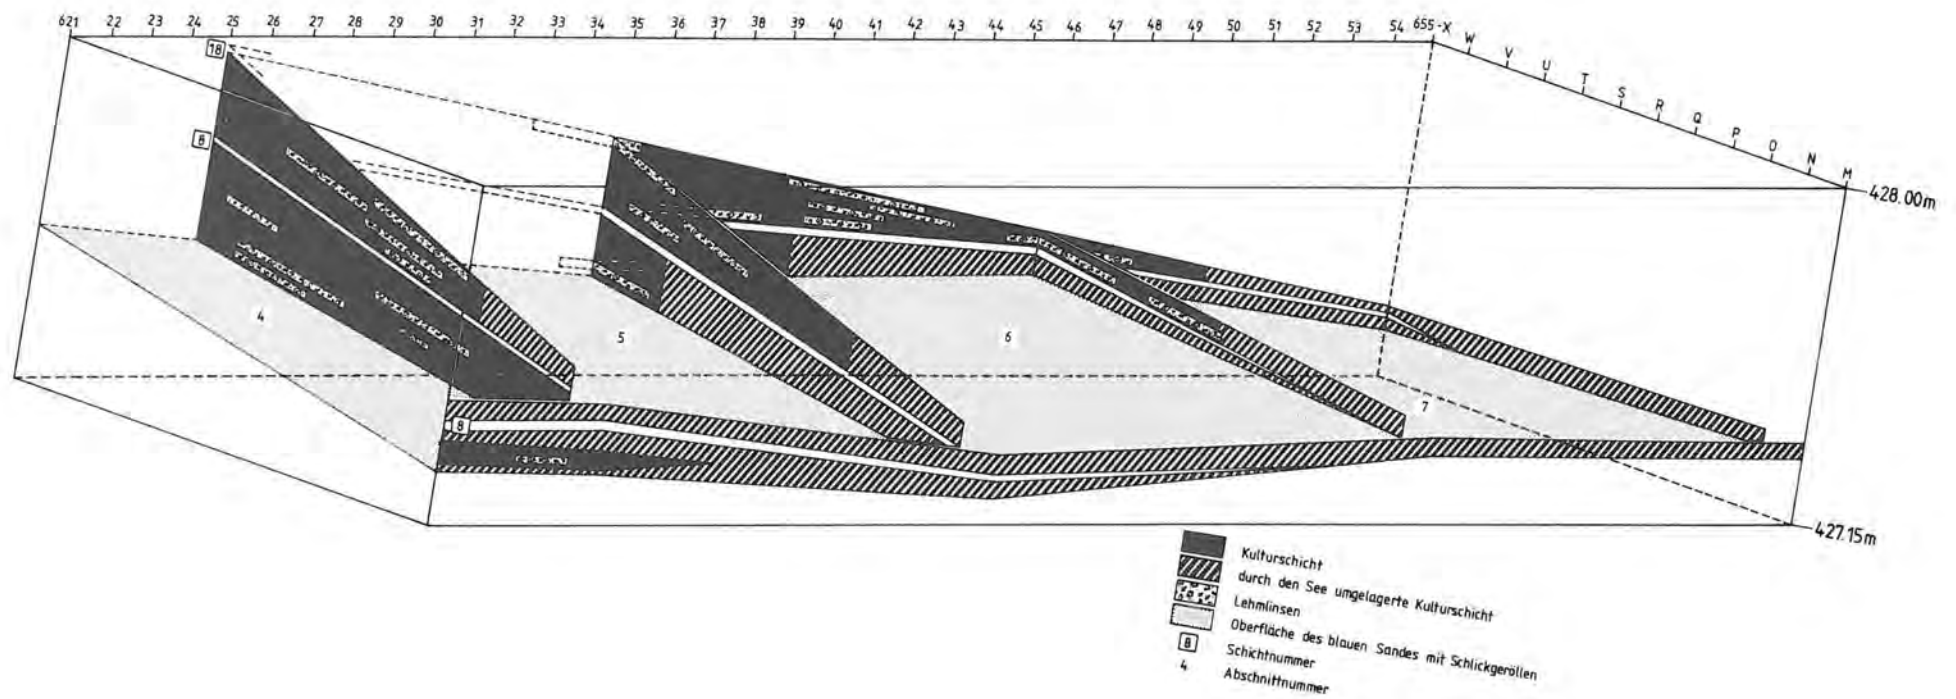 621 22 23 24 25 26 27 28 29 30 31 32 33 34 35 36 37 38 39 40 41 42 43 44 45 46 47 48 49 50 51 52 53 54 655 -X W V U T S R Q P O N M
18
8
428.00m
4
5
6
7
8
427.15m
Kulturschicht
durch den See umgelagerte Kulturschicht
Lehmlinsen
Oberfläche des blauen Sandes mit Schlickgeröllen
8 Schichtnummer
4 Abschnittnummer